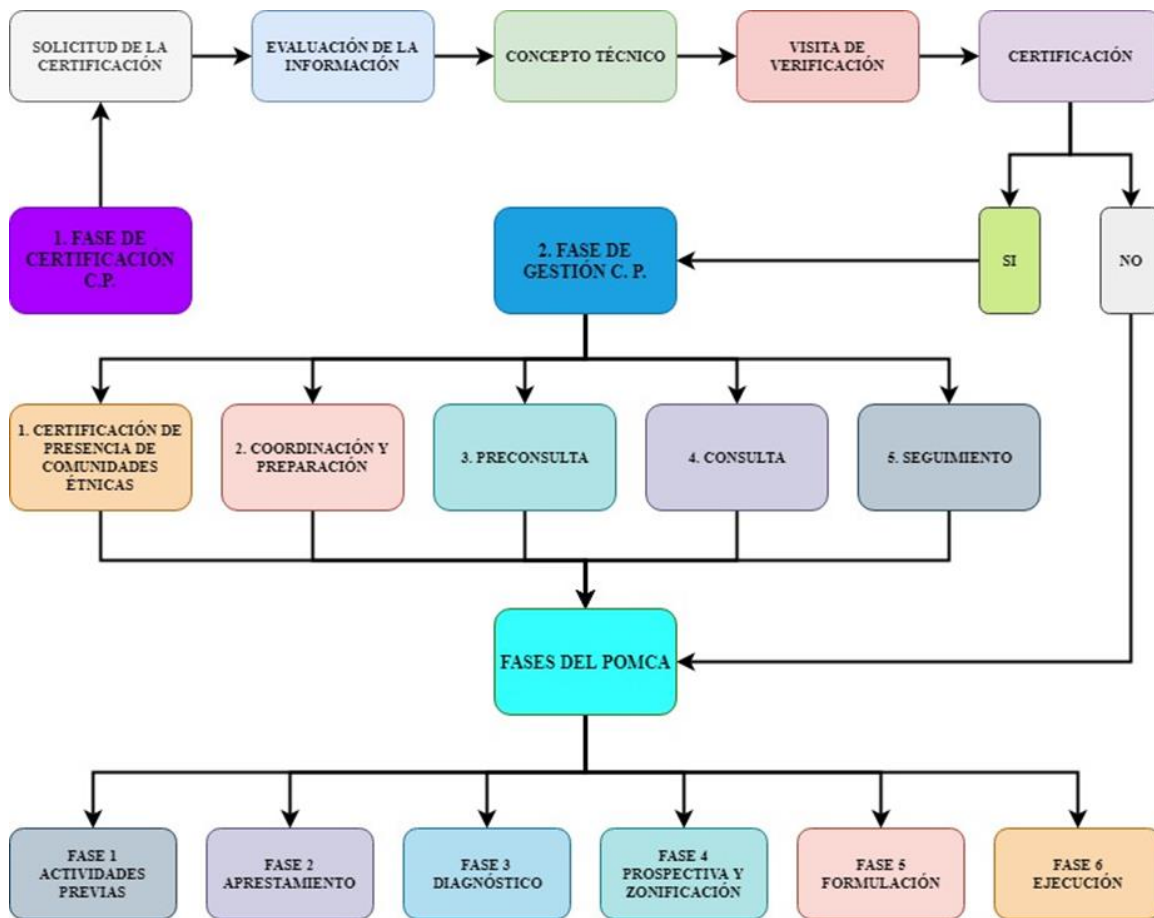 SOLICITUD DE LA
CERTIFICACIÓN
EVALUACIÓN DE LA
INFORMACIÓN
CONCEPTO TÉCNICO
VISITA DE
VERIFICACIÓN
CERTIFICACIÓN
1. FASE DE
CERTIFICACIÓN
C.P.
2. FASE DE
GESTIÓN C. P.
SI
NO
1. CERTIFICACIÓN DE
PRESENCIA DE
COMUNIDADES
ÉTNICAS
2. COORDINACIÓN Y
PREPARACIÓN
3. PRECONSULTA
4. CONSULTA
5. SEGUIMIENTO
FASES DEL POMCA
FASE 1
ACTIVIDADES
PREVIAS
FASE 2
APRESTAMIENTO
FASE 3
DIAGNÓSTICO
FASE 4
PROSPECTIVA Y
ZONIFICACIÓN
FASE 5
FORMULACIÓN
FASE 6
EJECUCIÓN